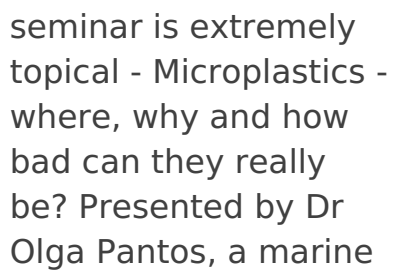 seminar is extremely
topical - Microplastics -
where, why and how
bad can they really
be? Presented by Dr
Olga Pantos, a marine